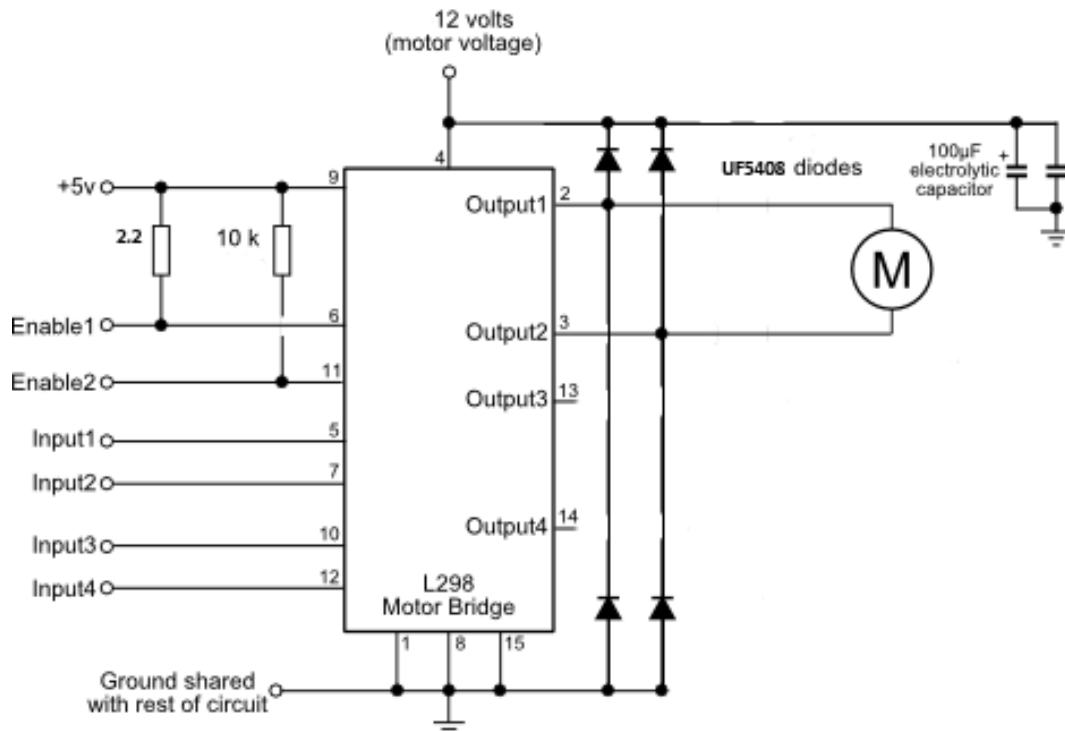 12 volts
(motor voltage)
4
UF5408 diodes
100µF
electrolytic
capacitor
+
+5v
9
Output1
2
2.2
10 k
M
Enable1
6
Output2
3
Enable2
11
Output3
13
Input1
5
Input2
7
Output4
14
Input3
10
Input4
12
L298
Motor Bridge
1
8
15
Ground shared
with rest of circuit